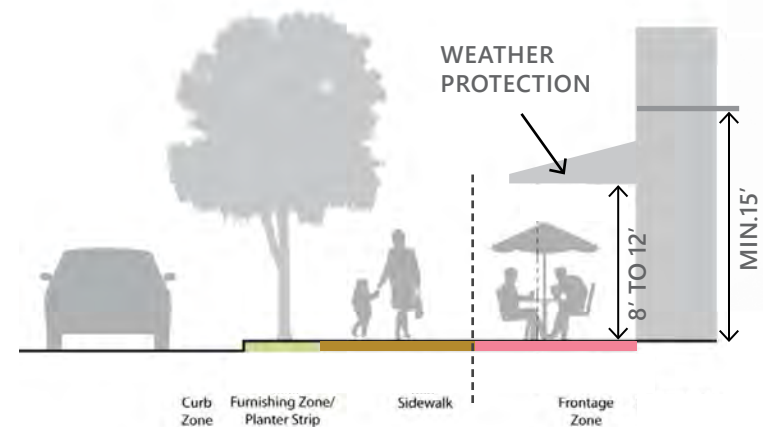 WEATHER
PROTECTION
8’ TO 12’
MIN.15’
Curb
Zone
Furnishing Zone/
Planter Strip
Sidewalk
Frontage
Zone